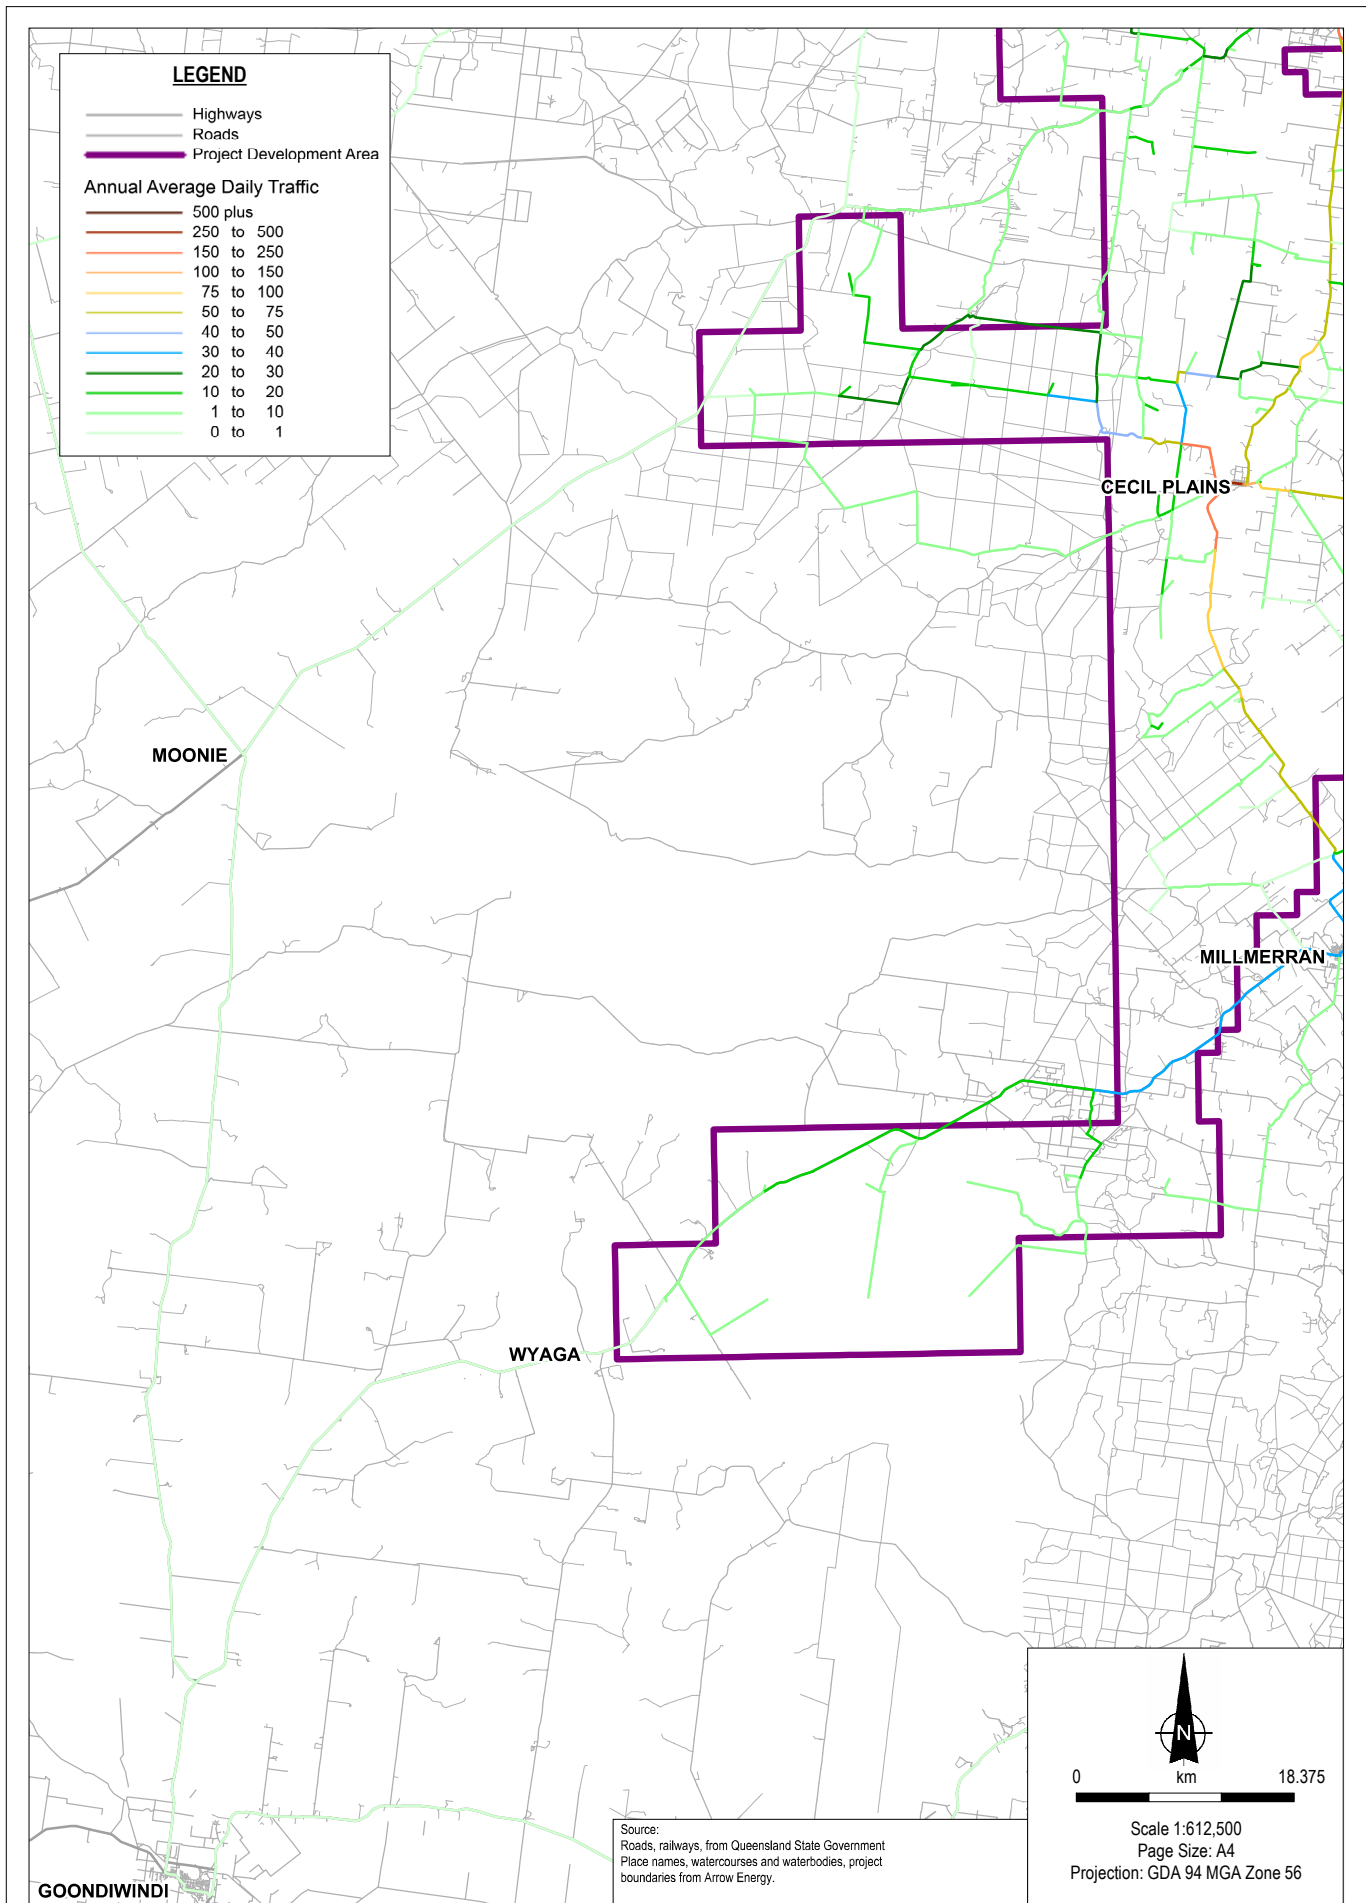 LEGEND
Highways
Roads
Project Development Area
Annual Average Daily Traffic
500 plus
250 to 500
150 to 250
100 to 150
75 to 100
50 to 75
40 to 50
30 to 40
20 to 30
10 to 20
1 to 10
0 to 1
CECIL PLAINS
MOONIE
MILLMERRAN
WYAGA
GOONDIWINDI
N
0 km 18.375
Scale 1:612,500
Page Size: A4
Projection: GDA 94 MGA Zone 56
Source:
Roads, railways, from Queensland State Government
Place names, watercourses and waterbodies, project
boundaries from Arrow Energy.